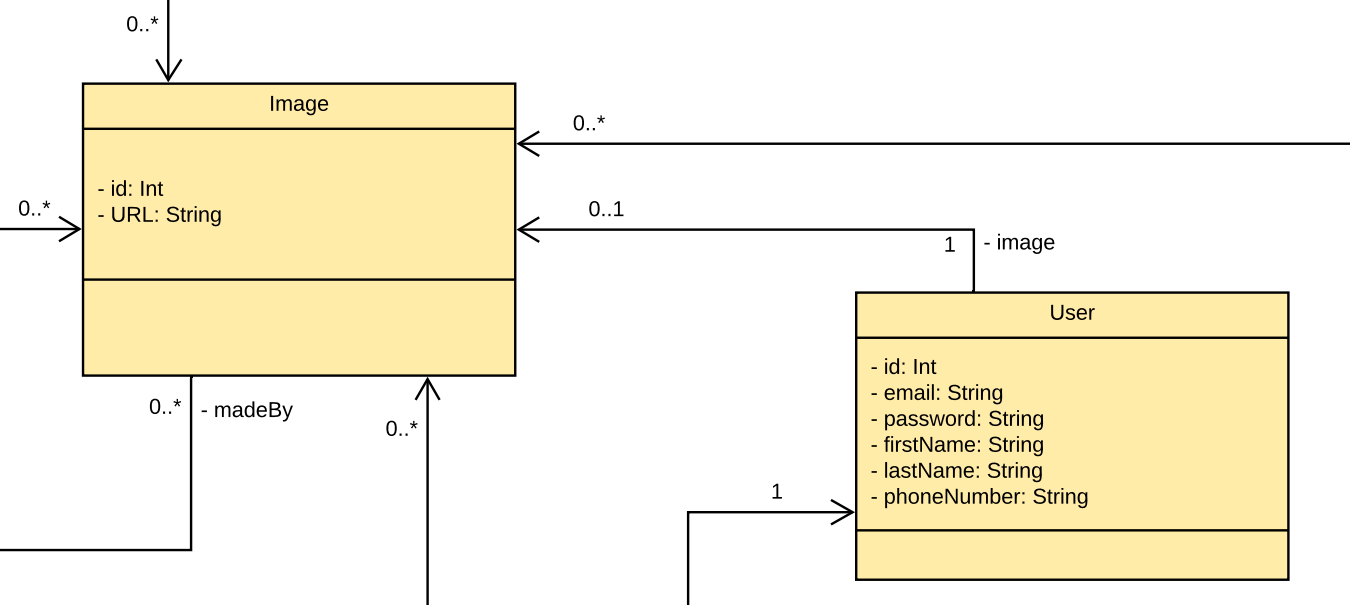 0..*
Image
0..*
- id: Int
- URL: String
0..*
0..1
1
- image
User
- id: Int
- email: String
- password: String
- firstName: String
- lastName: String
- phoneNumber: String
0..*
- madeBy
0..*
1